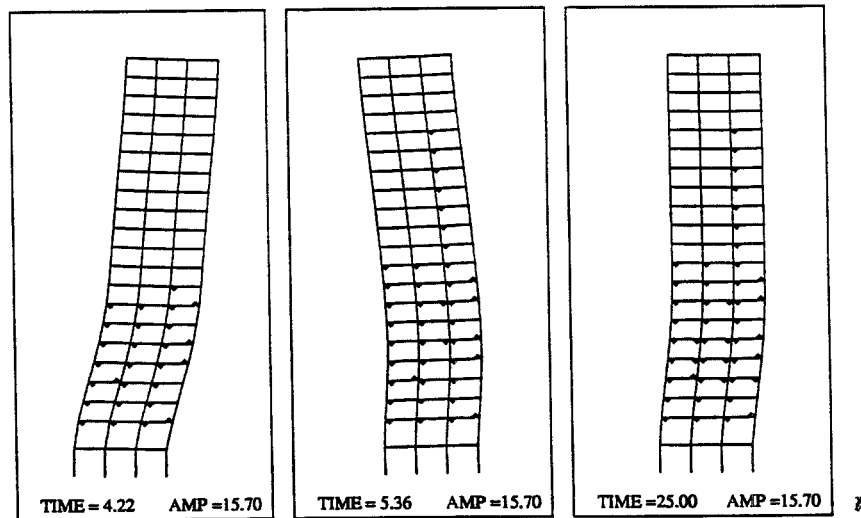 TIME = 4.22 AMP =15.70
TIME = 5.36 AMP =15.70
TIME =25.00 AMP =15.70